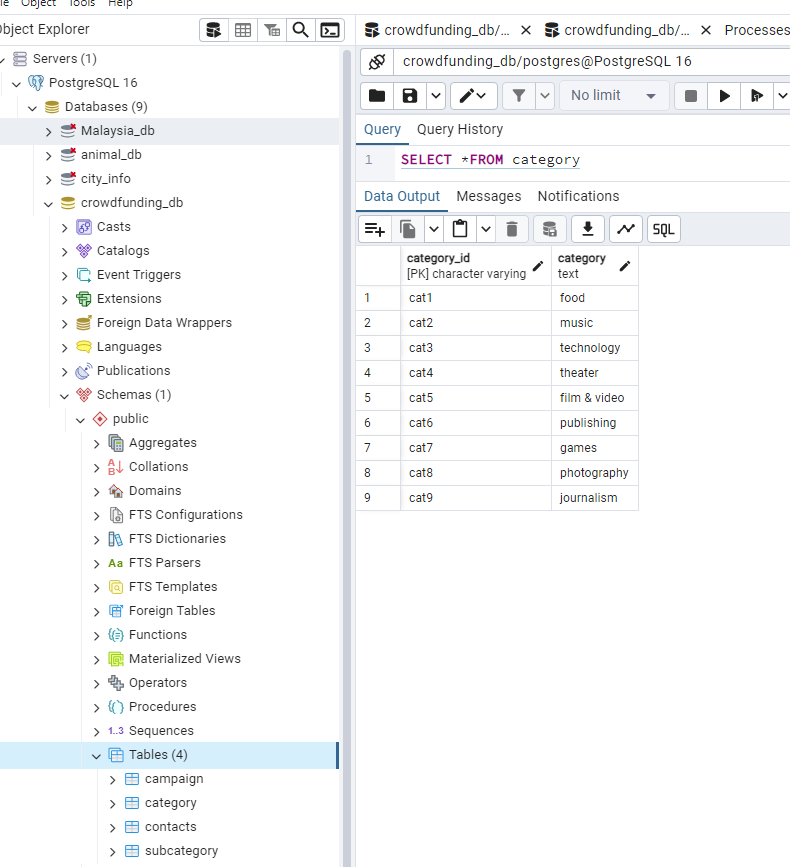 Object Tools Help
Object Explorer
Servers (1)
PostgreSQL 16
Databases (9)
Malaysia_db
animal_db
city_info
crowdfunding_db
Casts
Catalogs
Event Triggers
Extensions
Foreign Data Wrappers
Languages
Publications
Schemas (1)
public
Aggregates
Collations
Domains
FTS Configurations
FTS Dictionaries
Aa FTS Parsers
FTS Templates
Foreign Tables
Functions
Materialized Views
Operators
Procedures
1..3 Sequences
Tables (4)
campaign
category
contacts
subcategory
crowdfunding_db/... crowdfunding_db/... Processes
crowdfunding_db/postgres@PostgreSQL 16
No limit
Query Query History
1 SELECT *FROM category
Data Output Messages Notifications
SQL
category_id category
[PK] character varying text
1 cat1 food
2 cat2 music
3 cat3 technology
4 cat4 theater
5 cat5 film & video
6 cat6 publishing
7 cat7 games
8 cat8 photography
9 cat9 journalism